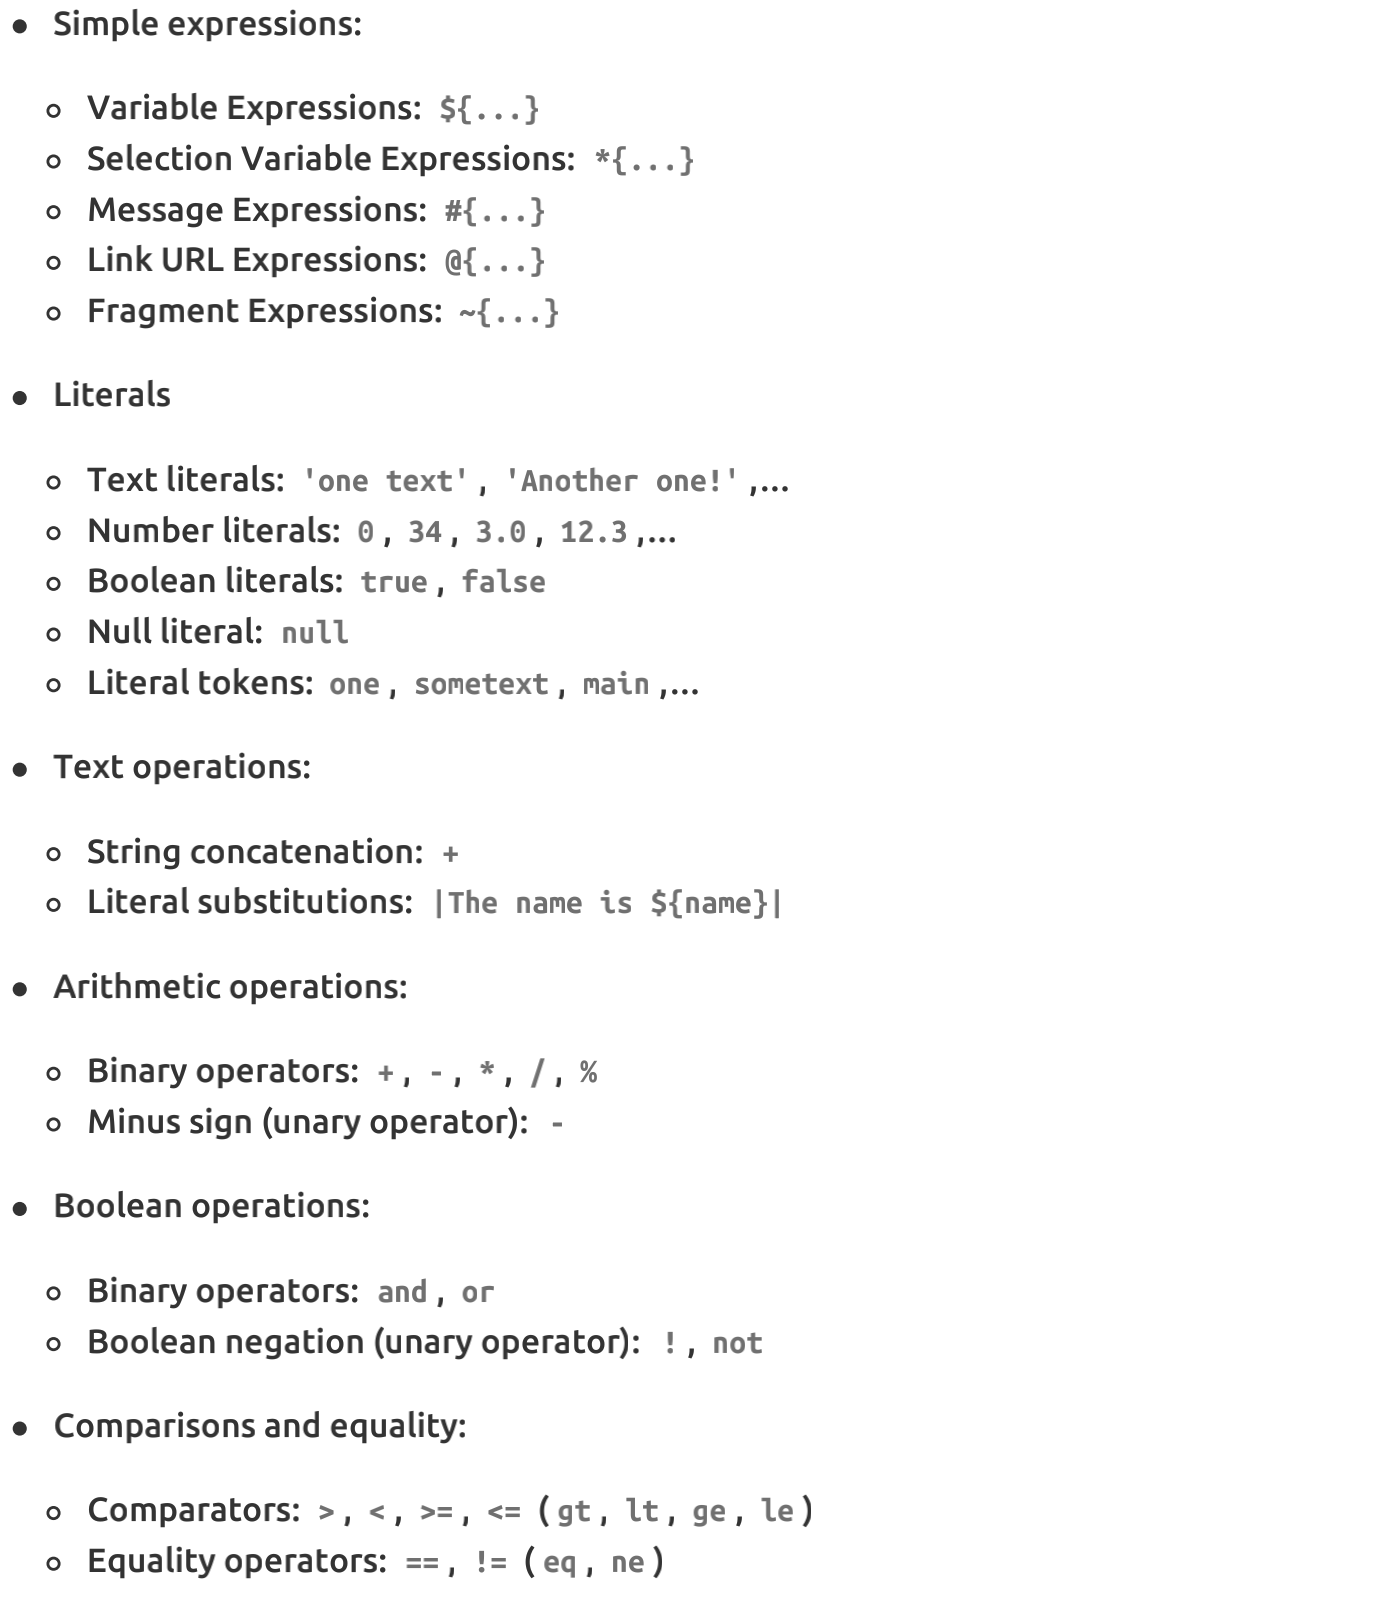 • Simple expressions:
◦ Variable Expressions: ${...}
◦ Selection Variable Expressions: *{...}
◦ Message Expressions: #{...}
◦ Link URL Expressions: @{...}
◦ Fragment Expressions: ~{...}
• Literals
◦ Text literals: 'one text', 'Another one!',...
◦ Number literals: 0, 34, 3.0, 12.3,...
◦ Boolean literals: true, false
◦ Null literal: null
◦ Literal tokens: one, sometext, main,...
• Text operations:
◦ String concatenation: +
◦ Literal substitutions: |The name is ${name}|
• Arithmetic operations:
◦ Binary operators: +, -, *, /, %
◦ Minus sign (unary operator): -
• Boolean operations:
◦ Binary operators: and, or
◦ Boolean negation (unary operator): !, not
• Comparisons and equality:
◦ Comparators: >, <, >=, <= (gt, lt, ge, le)
◦ Equality operators: ==, != (eq, ne)